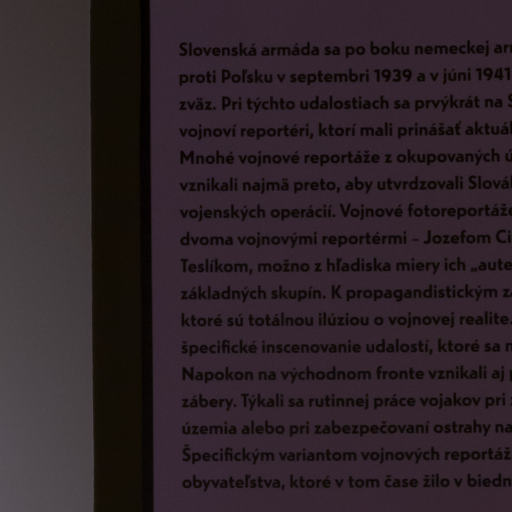 Slovenská armáda sa po boku nemeckej
proti Poľsku v septembri 1939 a v júni 1941
zväz. Pri týchto udalostiach sa prvýkrát na
vojnoví reportéri, ktorí mali prinášať
Mnohé vojnové reportáže z okupovaných
vznikali najmä preto, aby utvrdzovali
vojenských operácií. Vojnové
dvoma vojnovými reportérmi – Jozefom
Teslíkom, možno z hľadiska miery ich
základných skupín. K propagandistickým
ktoré sú totálnou ilúziou o vojnovej realite.
špecifické inscenovanie udalostí, ktoré sa
Napokon na východnom fronte vznikali aj
zábery. Týkali sa rutinnej práce vojakov pri
územia alebo pri zabezpečovaní ostrahy
Špecifickým variantom vojnových
obyvateľstva, ktoré v tom čase žilo v